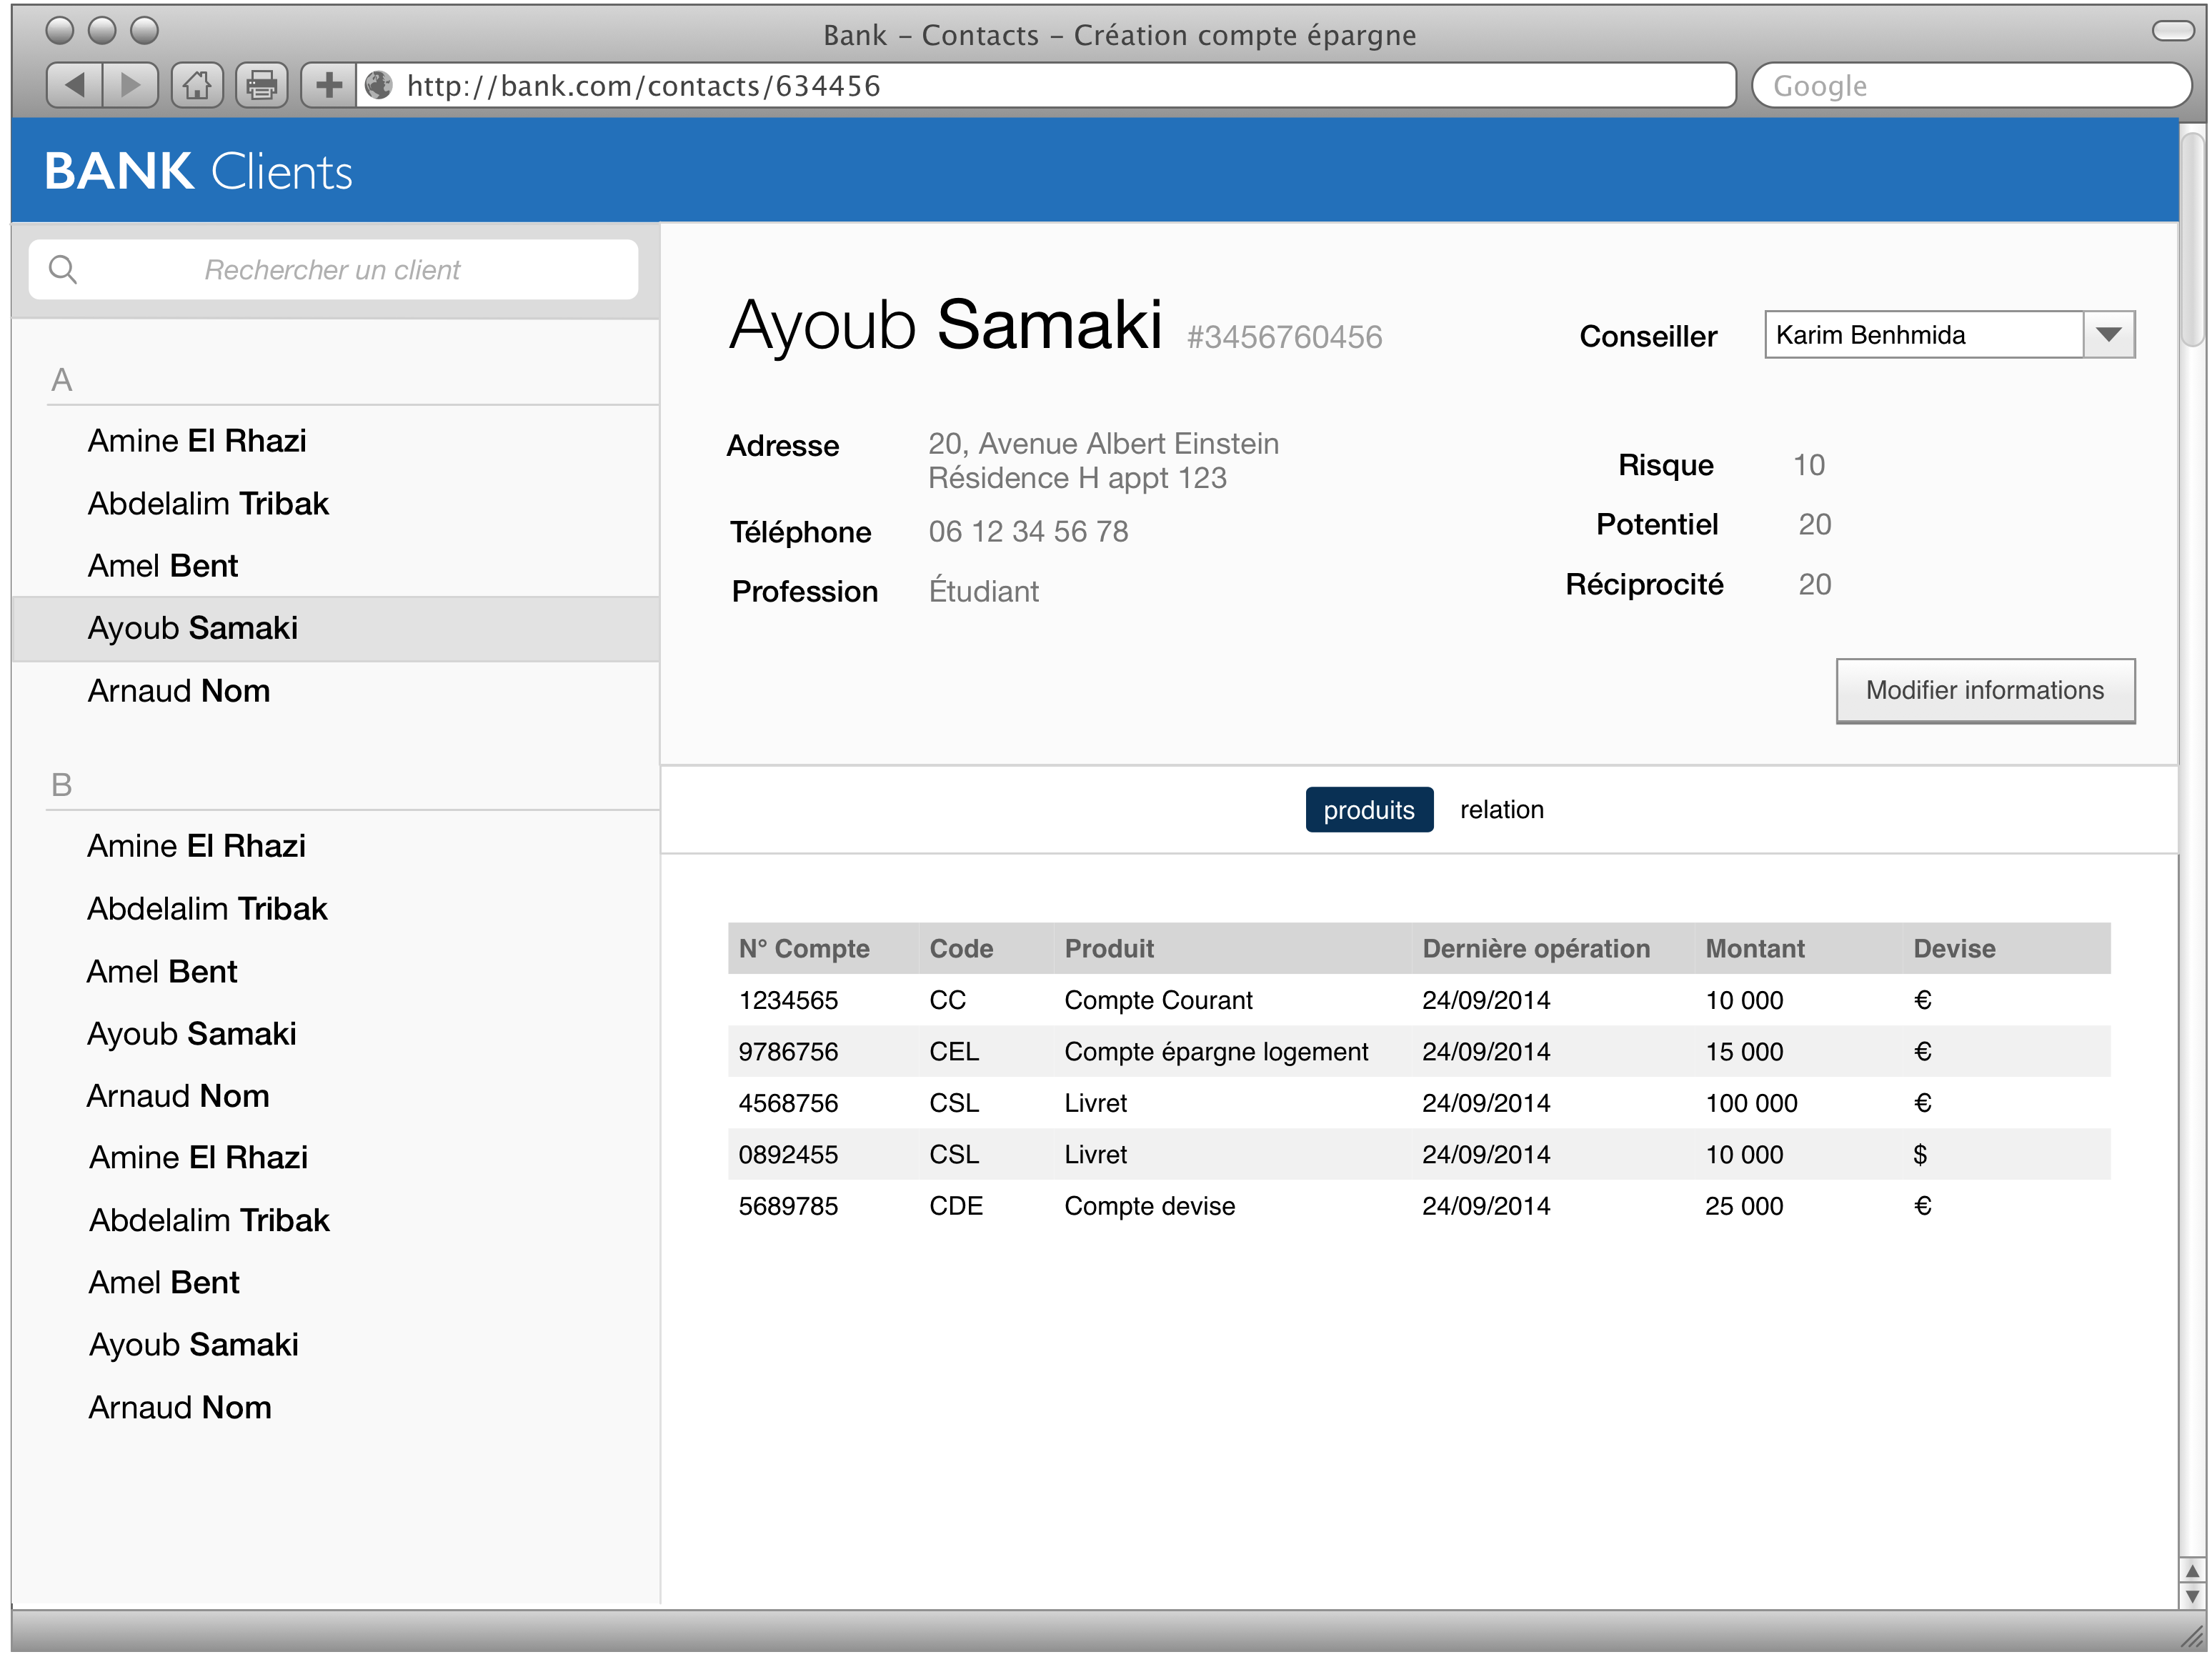 Bank – Contacts – Création compte épargne
http://bank.com/contacts/634456
Google
BANK Clients
Rechercher un client
A
Amine El Rhazi
Abdelalim Tribak
Amel Bent
Ayoub Samaki
Arnaud Nom
B
Amine El Rhazi
Abdelalim Tribak
Amel Bent
Ayoub Samaki
Arnaud Nom
Amine El Rhazi
Abdelalim Tribak
Amel Bent
Ayoub Samaki
Arnaud Nom
Ayoub Samaki #3456760456
Conseiller Karim Benhmida
Adresse 20, Avenue Albert Einstein
Résidence H appt 123
Téléphone 06 12 34 56 78
Profession Étudiant
Risque 10
Potentiel 20
Réciprocité 20
Modifier informations
produits relation
N° Compte Code Produit Dernière opération Montant Devise
1234565 CC Compte Courant 24/09/2014 10 000 €
9786756 CEL Compte épargne logement 24/09/2014 15 000 €
4568756 CSL Livret 24/09/2014 100 000 €
0892455 CSL Livret 24/09/2014 10 000 $
5689785 CDE Compte devise 24/09/2014 25 000 €